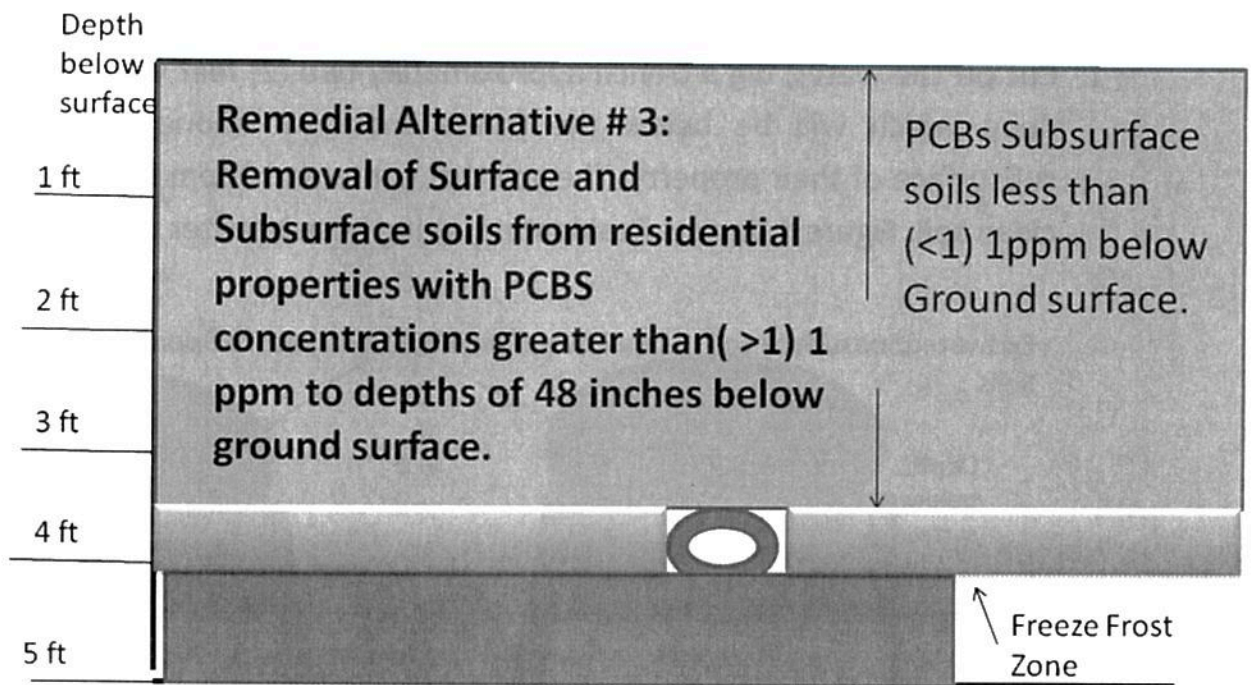 Depth
below
surface
1 ft
2 ft
3 ft
4 ft
5 ft
Remedial Alternative # 3:
Removal of Surface and
Subsurface soils from residential
properties with PCBS
concentrations greater than( >1) 1
ppm to depths of 48 inches below
ground surface.
PCBs Subsurface
soils less than
(<1) 1ppm below
Ground surface.
Freeze Frost
Zone